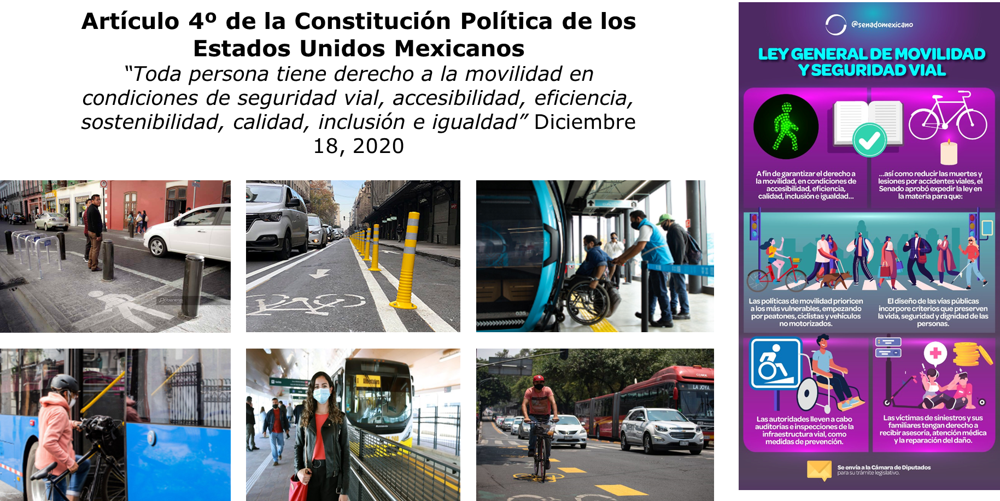 Artículo 4º de la Constitución Política de los
Estados Unidos Mexicanos
“Toda persona tiene derecho a la movilidad en
condiciones de seguridad vial, accesibilidad, eficiencia,
sostenibilidad, calidad, inclusión e igualdad” Diciembre
18, 2020
035
Alimentadora
CDMX
LA JOYA
@senadomexicano
LEY GENERAL DE MOVILIDAD
Y SEGURIDAD VIAL
A fin de garantizar el derecho a
la movilidad, en condiciones de
accesibilidad, eficiencia,
calidad, inclusión e igualdad...
...así como reducir las muertes y
lesiones por accidentes viales, el
Senado aprobó expedir la ley en
la materia para que:
Las políticas de movilidad prioricen
a los más vulnerables, empezando
por peatones, ciclistas y vehículos
no motorizados.
El diseño de las vías públicas
incorpore criterios que preserven
la vida, seguridad y dignidad de las
personas.
Las autoridades lleven a cabo
auditorías e inspecciones de la
infraestructura vial, como
medidas de prevención.
Las víctimas de siniestros y sus
familiares tengan derecho a
recibir asesoría, atención médica
y la reparación del daño.
Se envía a la Cámara de Diputados
para su trámite legislativo.